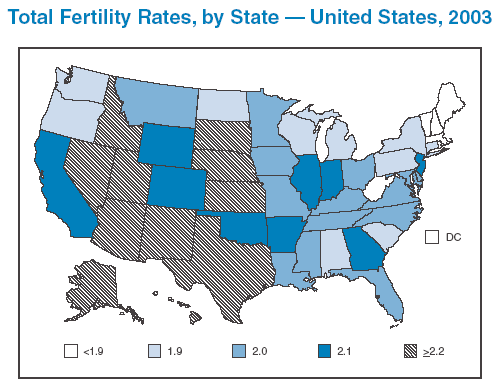 Total Fertility Rates, by State — United States, 2003
DC
<1.9 1.9 2.0 2.1 ≥2.2